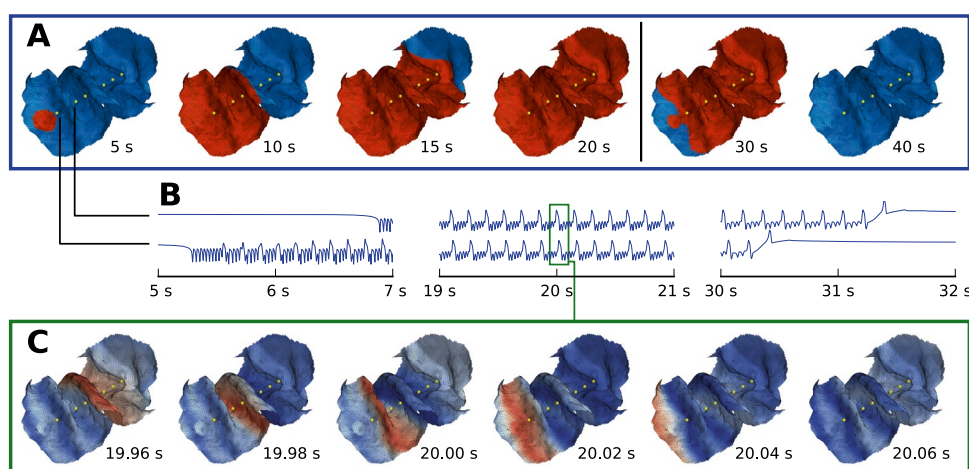 A
5 s
10 s
15 s
20 s
30 s
40 s
B
5 s
6 s
7 s
19 s
20 s
21 s
30 s
31 s
32 s
C
19.96 s
19.98 s
20.00 s
20.02 s
20.04 s
20.06 s